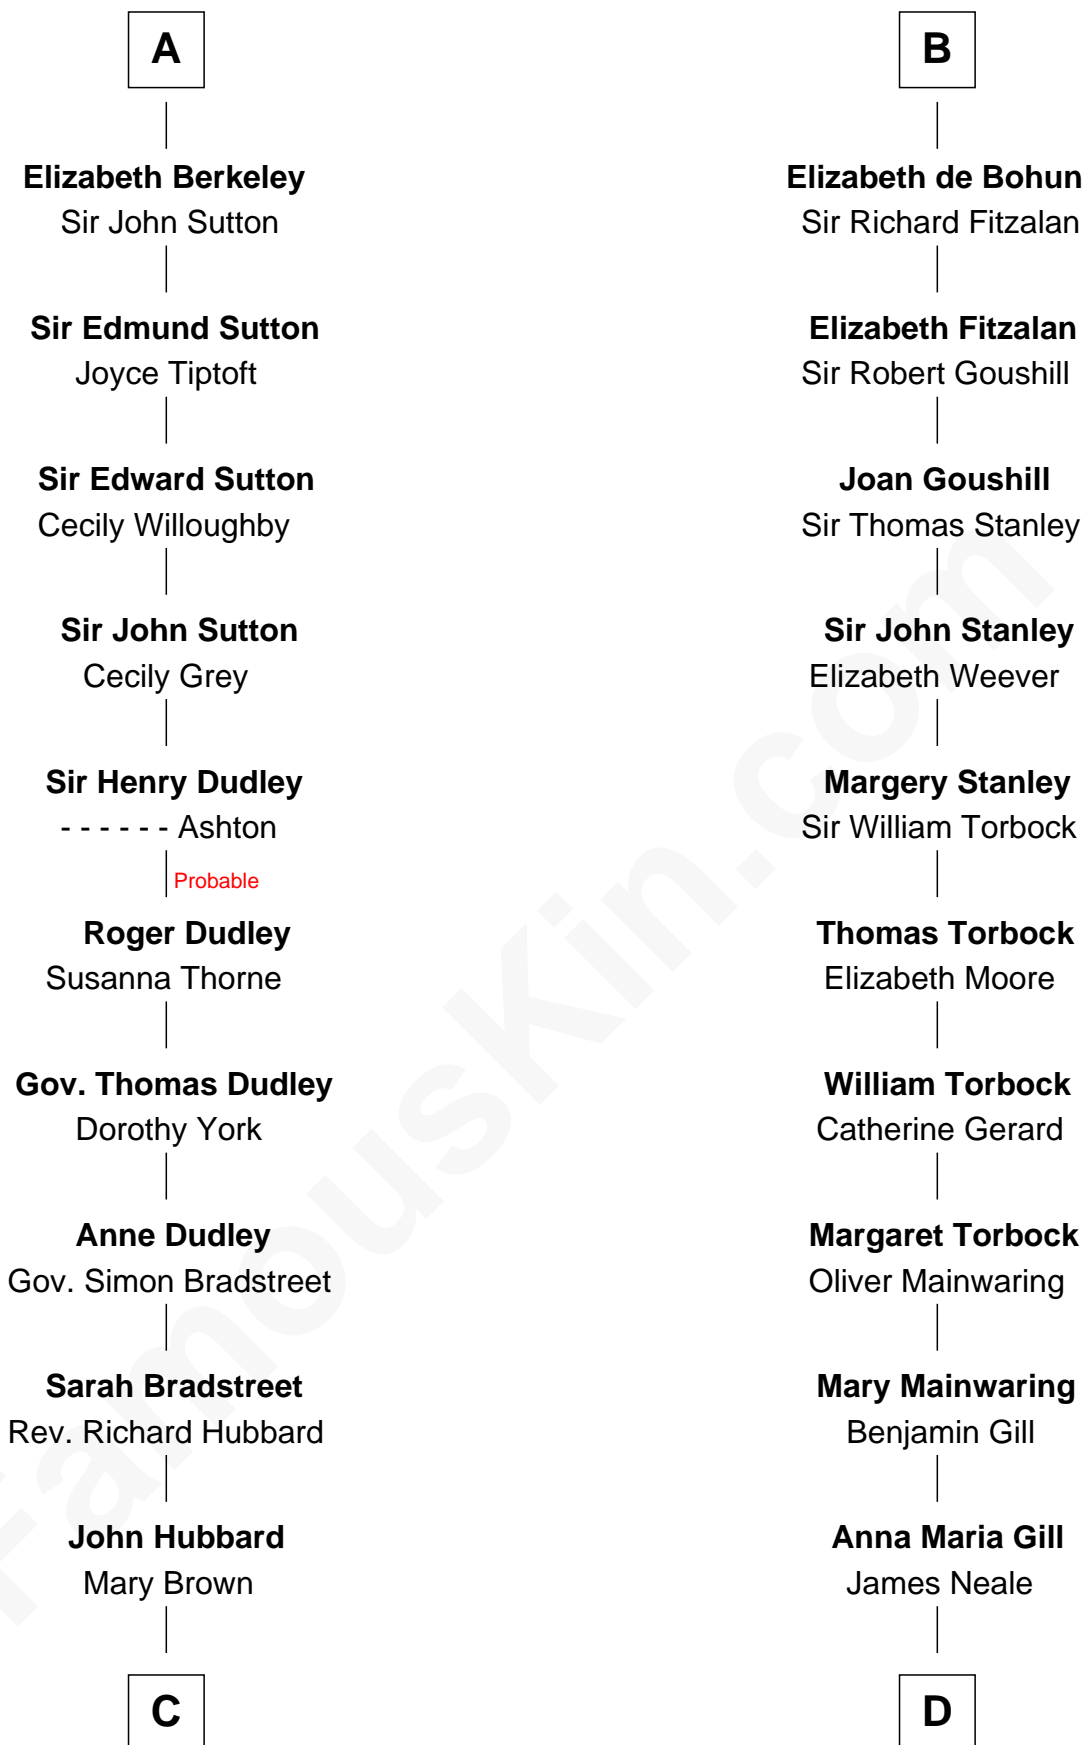 A
Elizabeth Berkeley
Sir John Sutton
Sir Edmund Sutton
Joyce Tiptoft
Sir Edward Sutton
Cecily Willoughby
Sir John Sutton
Cecily Grey
Sir Henry Dudley
- - - - - - Ashton
Probable
Roger Dudley
Susanna Thorne
Gov. Thomas Dudley
Dorothy York
Anne Dudley
Gov. Simon Bradstreet
Sarah Bradstreet
Rev. Richard Hubbard
John Hubbard
Mary Brown
C
B
Elizabeth de Bohun
Sir Richard Fitzalan
Elizabeth Fitzalan
Sir Robert Goushill
Joan Goushill
Sir Thomas Stanley
Sir John Stanley
Elizabeth Weever
Margery Stanley
Sir William Torbock
Thomas Torbock
Elizabeth Moore
William Torbock
Catherine Gerard
Margaret Torbock
Oliver Mainwaring
Mary Mainwaring
Benjamin Gill
Anna Maria Gill
James Neale
D
FamousKin.com